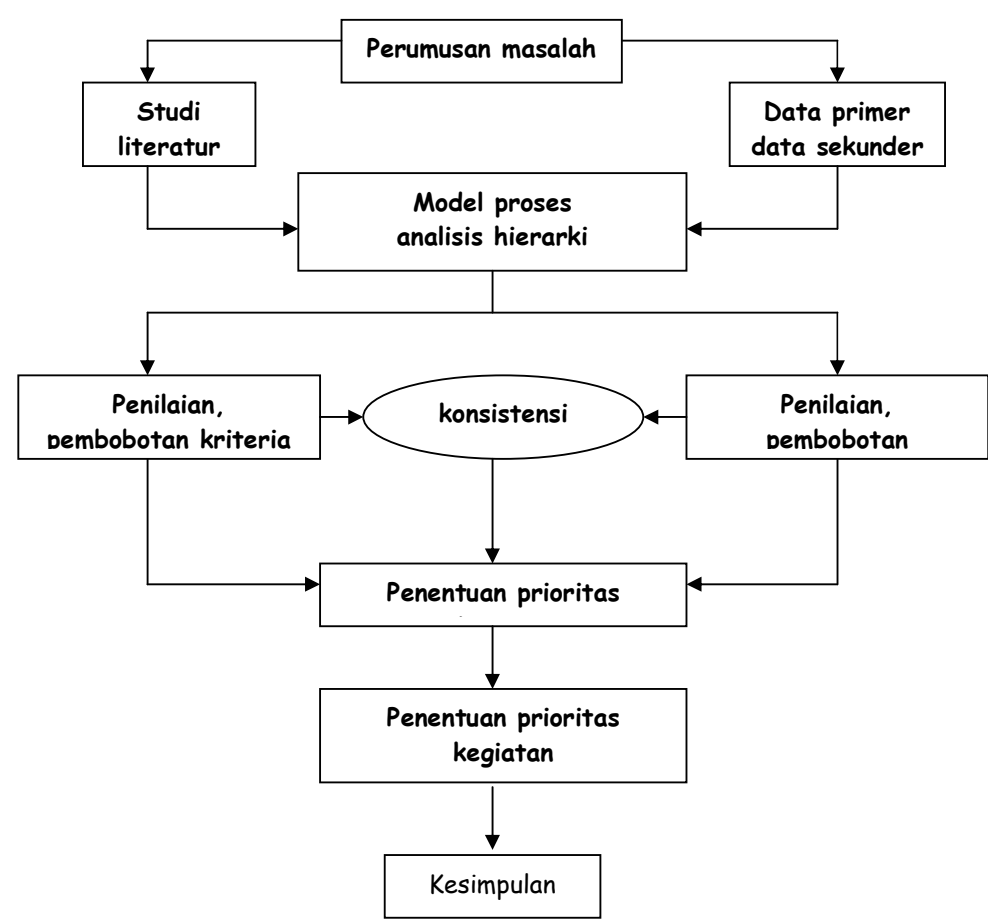 Perumusan masalah
Studi
literatur
Data primer
data sekunder
Model proses
analisis hierarki
Penilaian,
pembobotan kriteria
konsistensi
Penilaian,
pembobotan
Penentuan prioritas
Penentuan prioritas
kegiatan
Kesimpulan